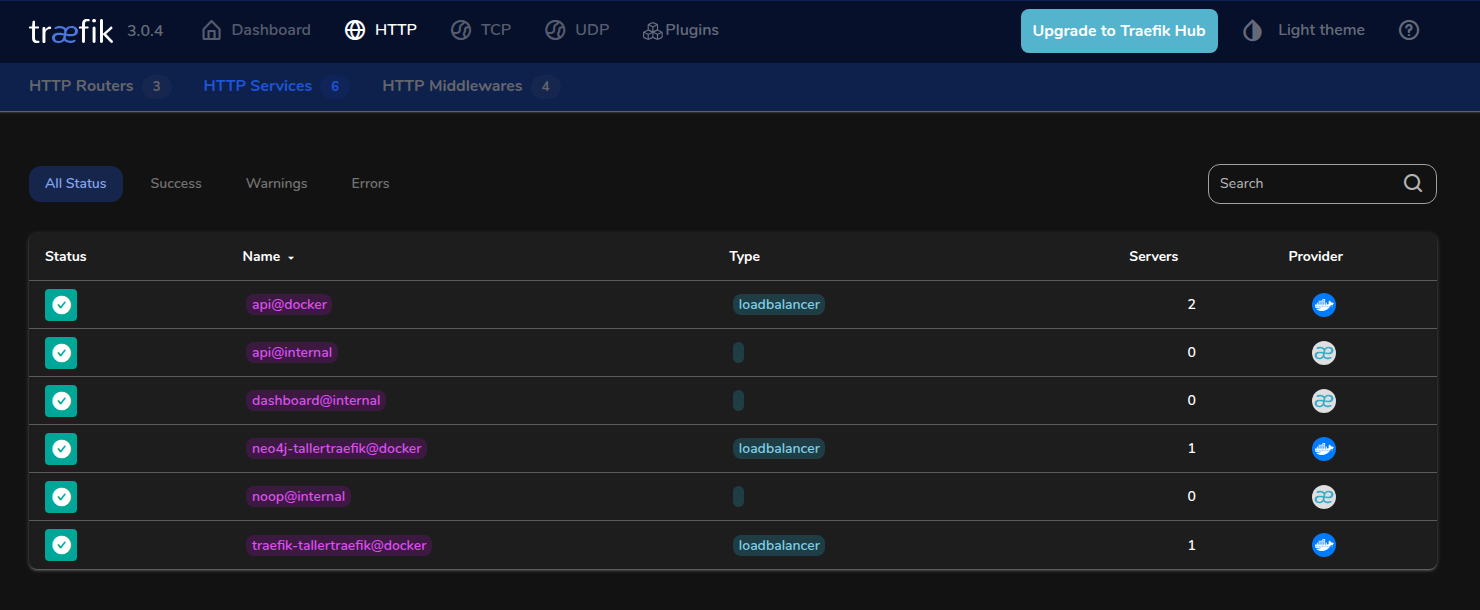 træfik 3.0.4 Dashboard HTTP TCP UDP Plugins Upgrade to Traefik Hub Light theme
HTTP Routers 3 HTTP Services 6 HTTP Middlewares 4
All Status Success Warnings Errors Search
Status Name Type Servers Provider
api@docker loadbalancer 2
api@internal 0
dashboard@internal 0
neo4j-tallertraefik@docker loadbalancer 1
noop@internal 0
traefik-tallertraefik@docker loadbalancer 1